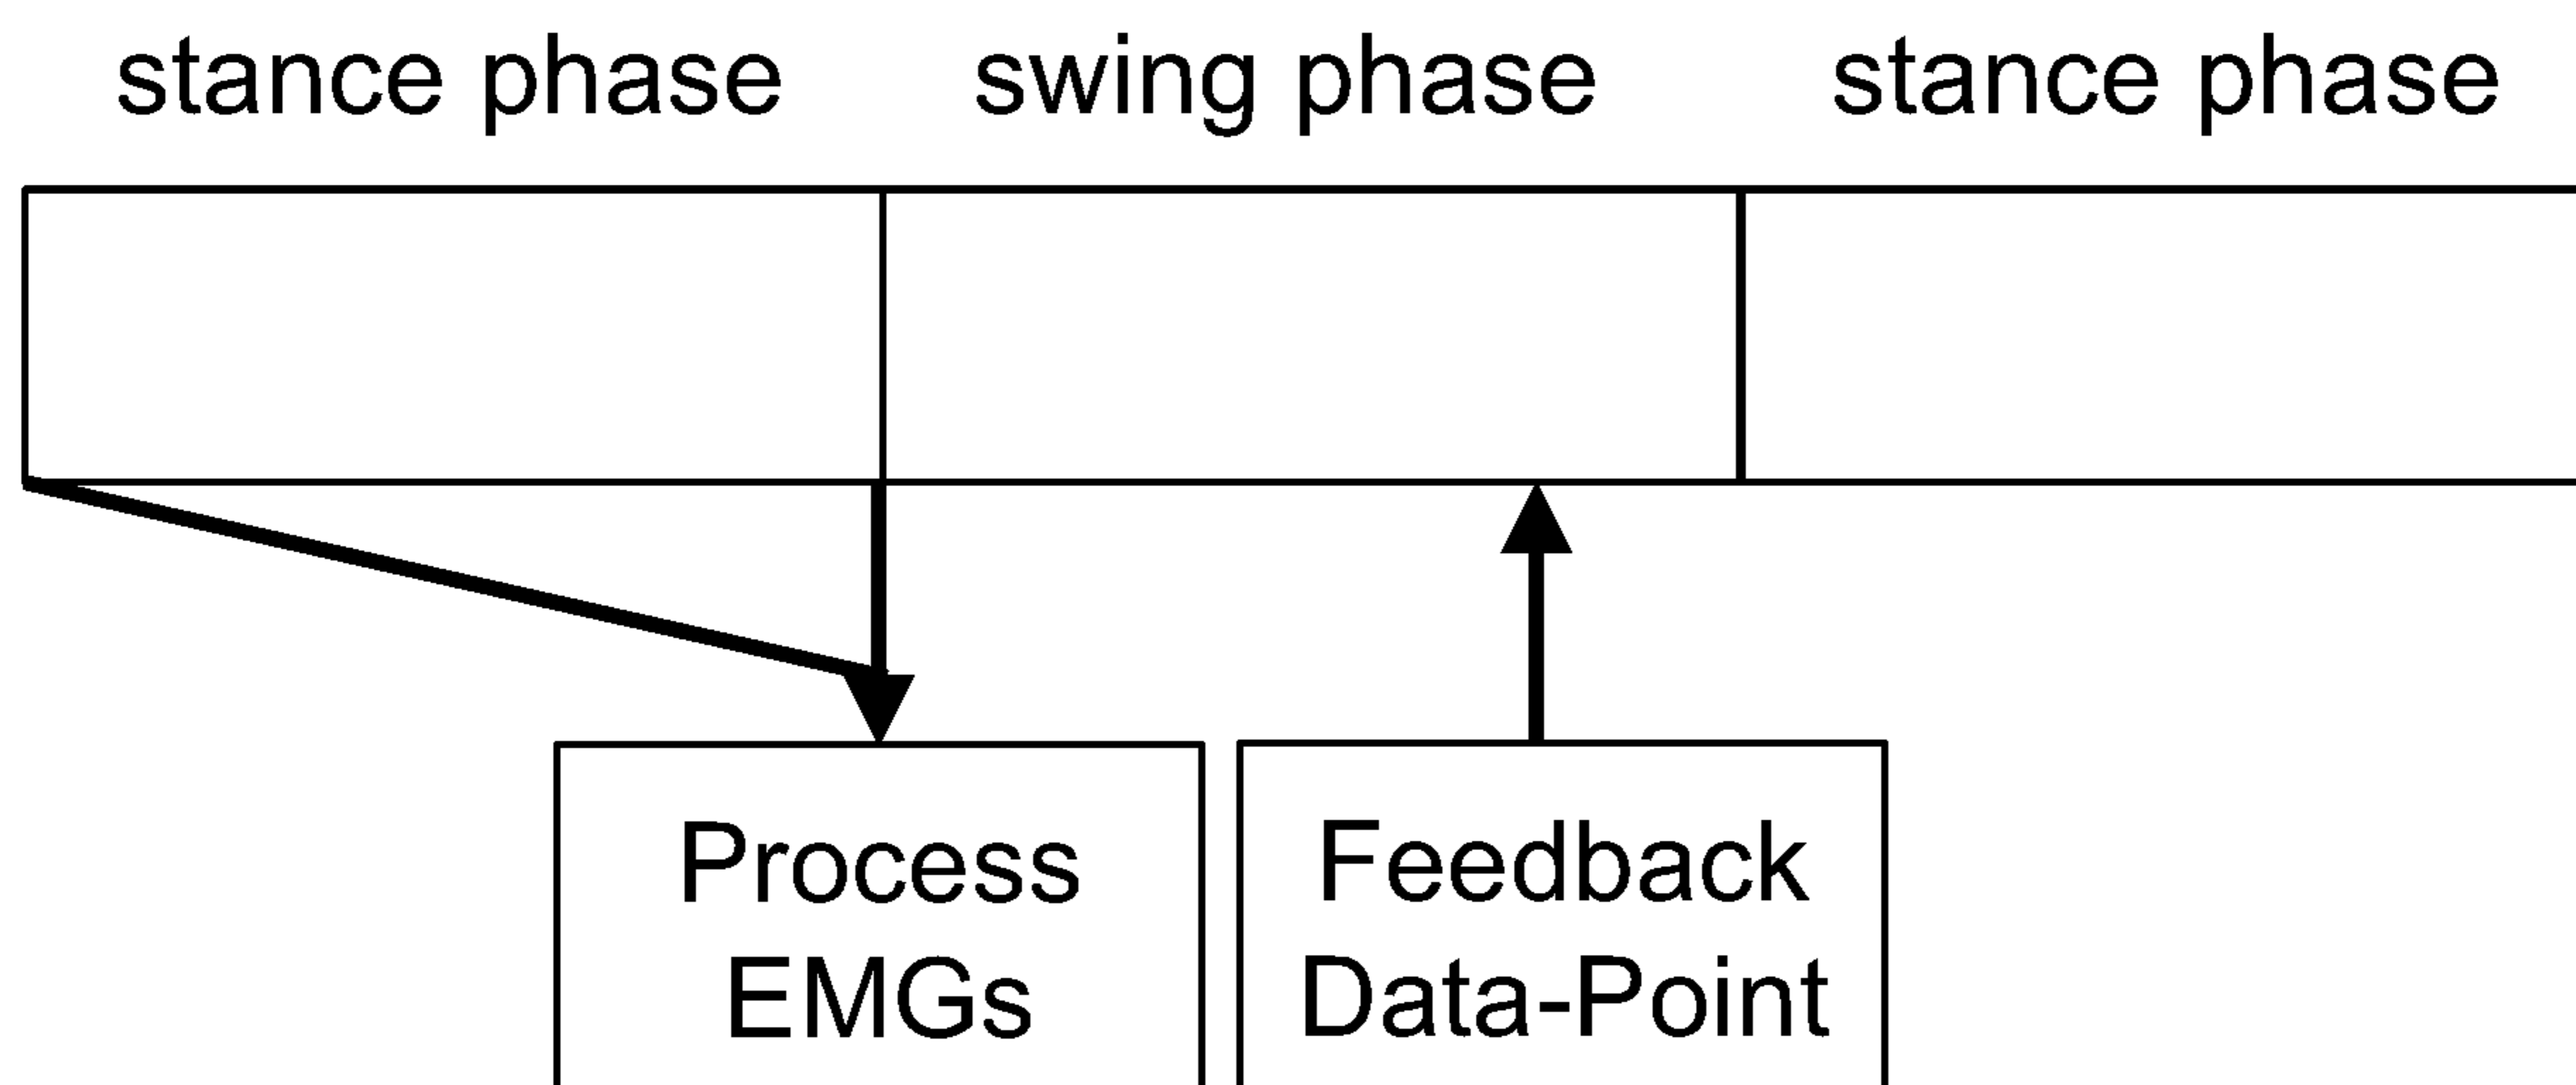 stance phase swing phase stance phase
Process
EMGs
Feedback
Data-Point